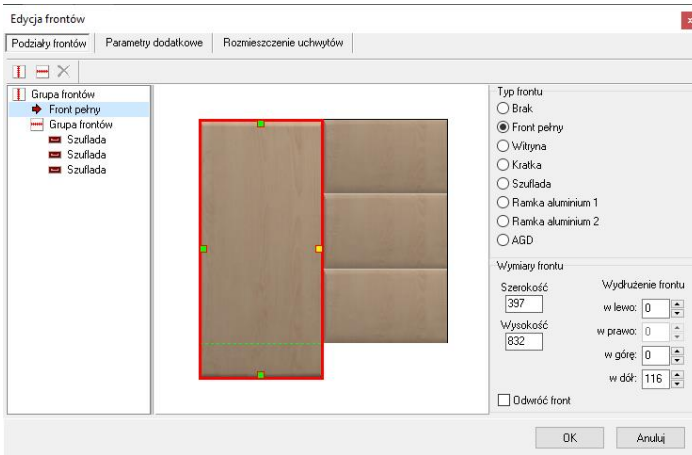 Edycja frontów
Podziały frontów Parametry dodatkowe Rozmieszczenie uchwytów
Grupa frontów
Front pełny
Grupa frontów
Szuflada
Szuflada
Szuflada
Typ frontu
Brak
Front pełny
Witryna
Kratka
Szuflada
Ramka aluminium 1
Ramka aluminium 2
AGD
Wymiary frontu
Szerokość
397
Wysokość
832
Wydłużenie frontu
w lewo: 0
w prawo: 0
w górę: 0
w dół: 116
Odwróć front
OK Anuluj